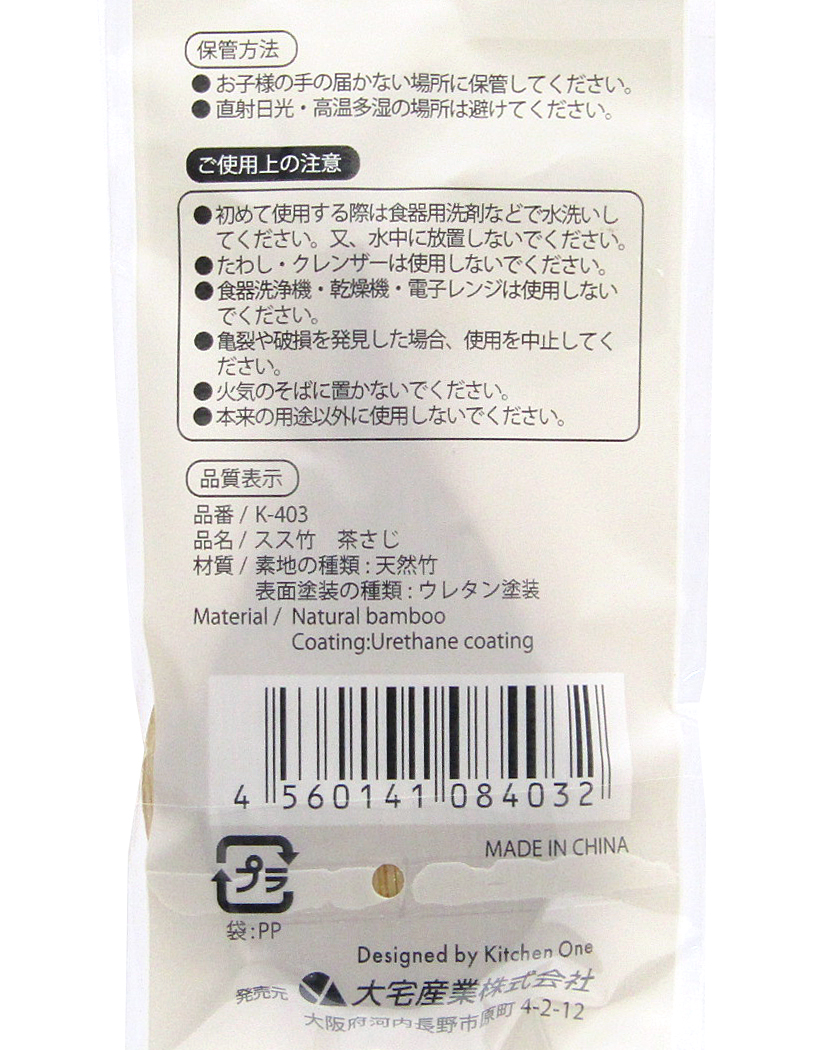 保管方法
●お子様の手の届かない場所に保管してください。
●直射日光・高温多湿の場所は避けてください。
ご使用上の注意
●初めて使用する際は食器用洗剤などで水洗いし
てください。又、水中に放置しないでください。
●たわし・クレンザーは使用しないでください。
●食器洗浄機・乾燥機・電子レンジは使用しない
でください。
●亀裂や破損を発見した場合、使用を中止してく
ださい。
●火気のそばに置かないでください。
●本来の用途以外に使用しないでください。
品質表示
品番 / K-403
品名 / スス竹　茶さじ
材質 / 素地の種類 : 天然竹
表面塗装の種類 : ウレタン塗装
Material / Natural bamboo
Coating:Urethane coating
4 560141 084032
MADE IN CHINA
プラ
袋:PP
Designed by Kitchen One
発売元 大宅産業株式会社
大阪府河内長野市原町 4-2-12